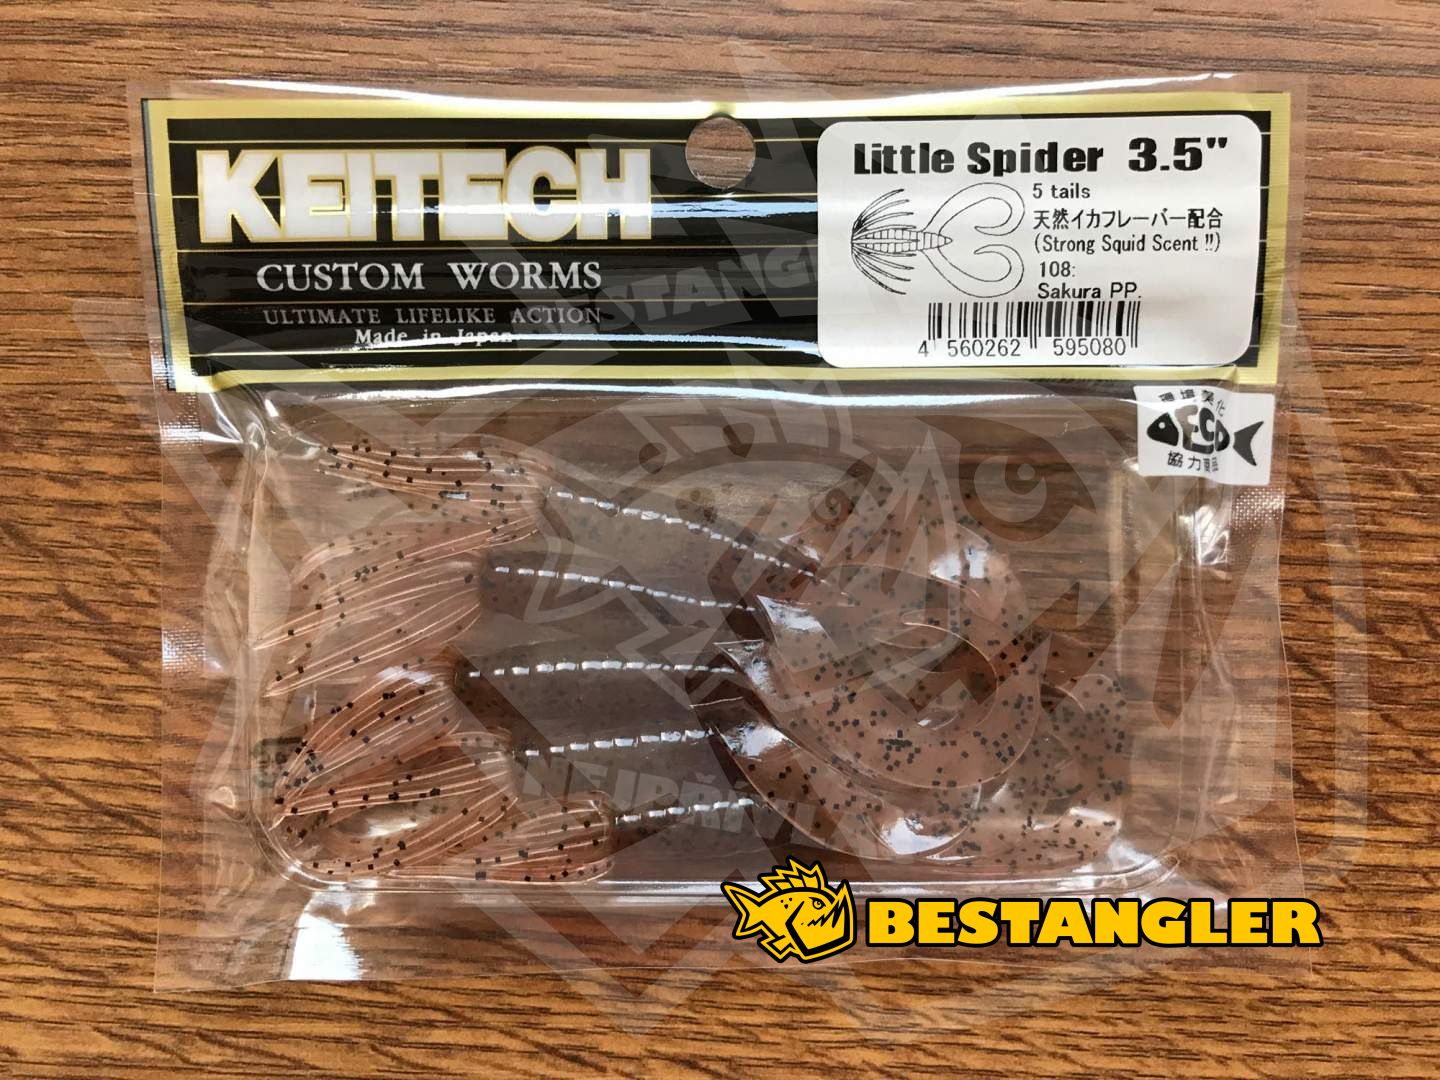 KEITECH
CUSTOM WORMS
ULTIMATE LIFELIKE ACTION
Made in Japan
Little Spider 3.5"
5 tails
天然イカフレーバー配合
(Strong Squid Scent !!)
108:
Sakura PP.
4 560262 595080
環境美化
ECO
協力商品
BESTANGLER
NEJPŘÍV
BESTANGLER